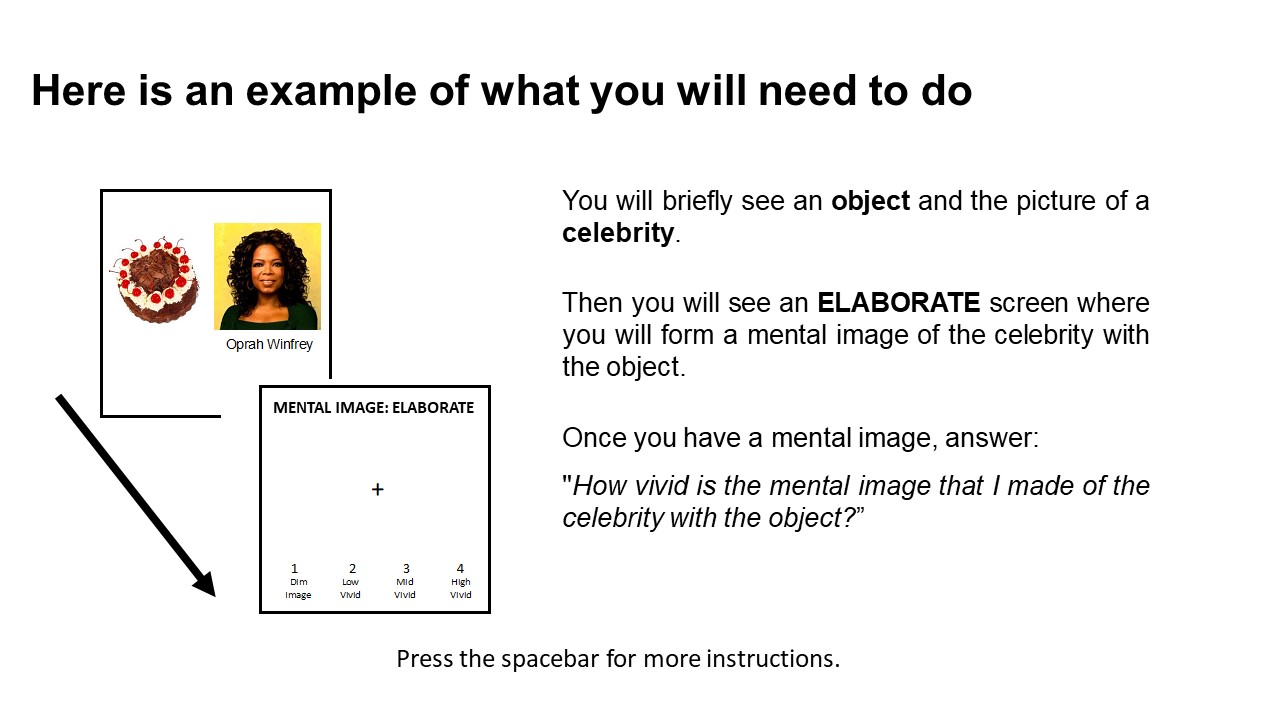 Here is an example of what you will need to do
Oprah Winfrey
MENTAL IMAGE: ELABORATE
+
1 2 3 4
Dim Low Mid High
Image Vivid Vivid Vivid
You will briefly see an object and the picture of a
celebrity.
Then you will see an ELABORATE screen where
you will form a mental image of the celebrity with
the object.
Once you have a mental image, answer:
"How vivid is the mental image that I made of the
celebrity with the object?”
Press the spacebar for more instructions.